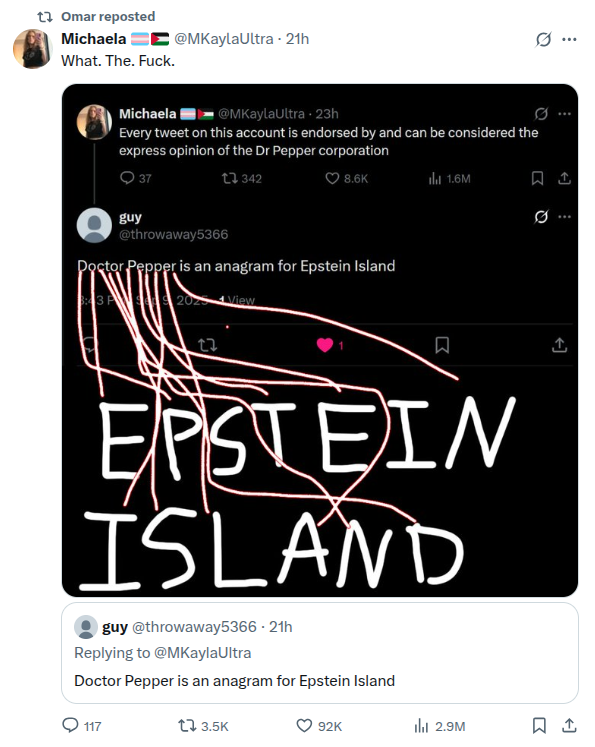 Omar reposted
Michaela 🏳️‍⚧️🇵🇸 @MKaylaUltra · 21h
What. The. Fuck.
Michaela 🏳️‍⚧️🇵🇸 @MKaylaUltra · 23h
Every tweet on this account is endorsed by and can be considered the
express opinion of the Dr Pepper corporation
37 342 8.6K 1.6M
guy
@throwaway5366
Doctor Pepper is an anagram for Epstein Island
3:43 PM Sep 9, 2025 · 1 View
1
EPSTEIN
ISLAND
guy @throwaway5366 · 21h
Replying to @MKaylaUltra
Doctor Pepper is an anagram for Epstein Island
117 3.5K 92K 2.9M